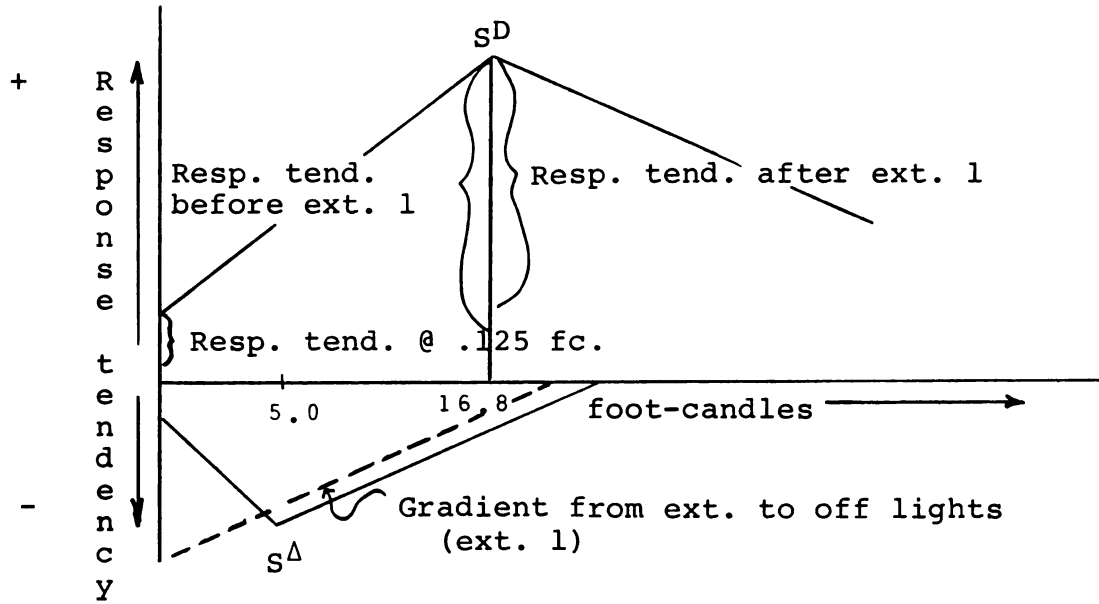 S^D
+
Response tendency
Resp. tend.
before ext. 1
Resp. tend. after ext. 1
Resp. tend. @ .125 fc.
5.0
16.8
foot-candles
-
Gradient from ext. to off lights
(ext. 1)
S^Δ